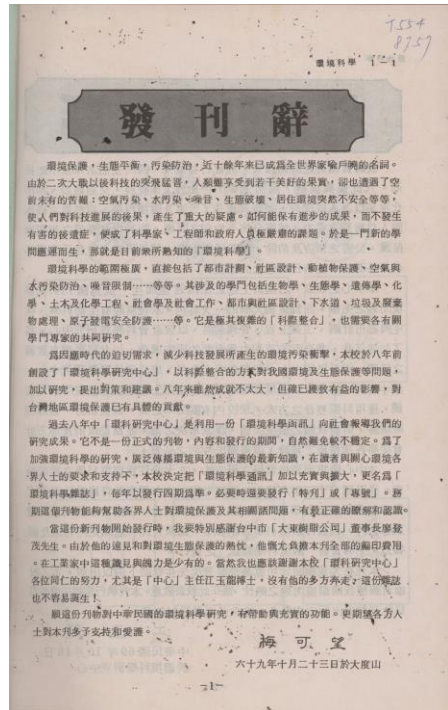 T554
8757
環境科學 1—1
發刊辭
環境保護，生態平衡，污染防治，近十餘年來已成為全世界家喻戶曉的名詞。
由於二次大戰以後科技的突飛猛晋，人類雖享受到若干美好的果實，卻也遭遇了空
前未有的苦難：空氣污染、水污染、噪音、生態破壞、居住環境突然不安全等等，
使人們對科技進展的後果，產生了重大的疑慮。如何能保有進步的成果，而不發生
有害的後遺症，便成了科學家、工程師和政府人員極嚴肅的課題。於是一門新的學
問應運而生，那就是目前衆所熟知的『環境科學』。
環境科學的範圍極廣，直接包括了都市計劃、社區設計、動植物保護、空氣與
水污染防治、噪音限制……等等。其涉及的學門包括生物學、生態學、遺傳學、化
學、土木及化學工程、社會學及社會工作、都市與社區設計、下水道、垃圾及廢棄
物處理、原子發電安全防護……等。它是極其複雜的「科際整合」，也需要各有關
學門專家的共同研究。
爲因應時代的迫切需求，減少科技發展所產生的環境污染衝擊，本校於八年前
創設了「環境科學研究中心」，以科際整合的方式對我國環境及生態保護等問題，
加以研究，提出對策和建議。八年來雖然成就不太大，但確已讓致有益的影響，對
台灣地區環境保護已有具體的貢獻。
過去八年中「環科研究中心」是利用一份「環境科學通訊」向社會報導我們的
研究成果。它不是一份正式的刊物，內容和發行的期間，自然難免較不穩定。爲了
加強環境科學的研究，廣泛傳播環境與生態保護的最新知識，在讀者與關心環境各
界人士的要求和支持下，本校決定把「環境科學通訊」加以充實與擴大，更名爲「
環境科學雜誌」，每年以發行四期爲準。必要時還要發行「特刊」或「專號」。務
期這個刊物能夠幫助各界人士對環境保護及其相關諸問題，有最正確的瞭解和認識。
當這份新刊物開始發行時，我要特別感謝台中市「大東樹脂公司」董事長廖登
茂先生。由於他的遠見和對環境生態保護的熱忱，他慨允負擔本刊全部的編印費用
。在工業家中這種識見與魄力是少有的。當然我也應該謝謝本校「環科研究中心」
各位同仁的努力，尤其是「中心」主任江玉龍博士，沒有他的多方奔走，這份雜誌
也不容易誕生！
願這份刊物對中華民國的環境科學研究，有帶動與充實的功能。更期望各方人
士對本刊多予支持和愛護。
梅可望
六十九年十月二十三日於大度山
—1—